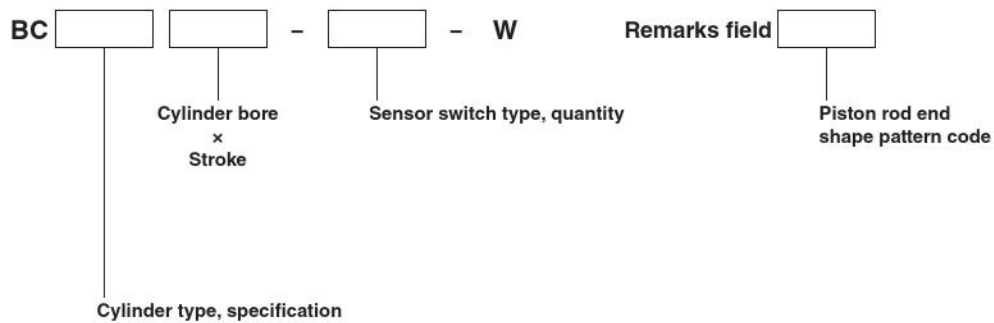 BC – – W Remarks field
Cylinder bore
×
Stroke
Sensor switch type, quantity
Piston rod end
shape pattern code
Cylinder type, specification